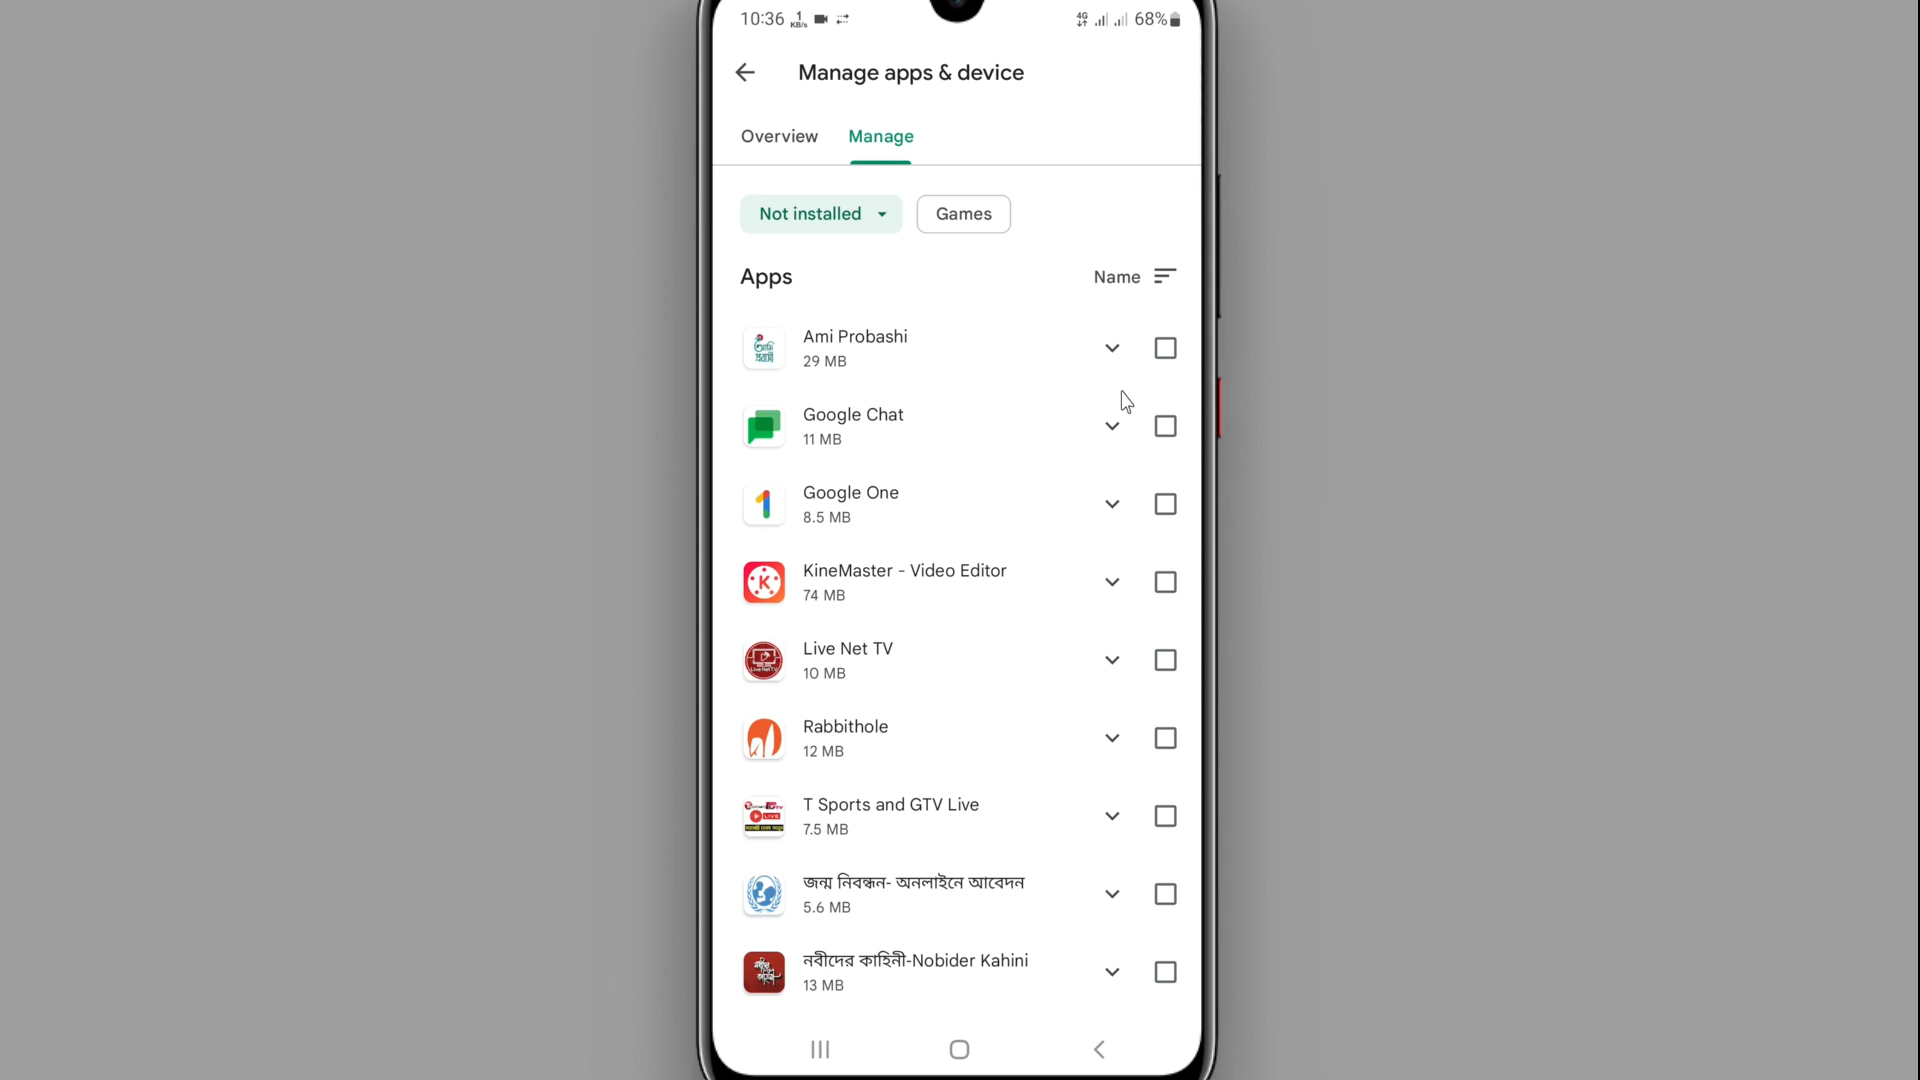 10:36 1 KB/s 4G 68%
Manage apps & device
Overview Manage
Not installed Games
Apps Name
Ami Probashi
29 MB
Google Chat
11 MB
Google One
8.5 MB
KineMaster - Video Editor
74 MB
Live Net TV
10 MB
Rabbithole
12 MB
T Sports and GTV Live
7.5 MB
জন্ম নিবন্ধন- অনলাইনে আবেদন
5.6 MB
নবীদের কাহিনী-Nobider Kahini
13 MB